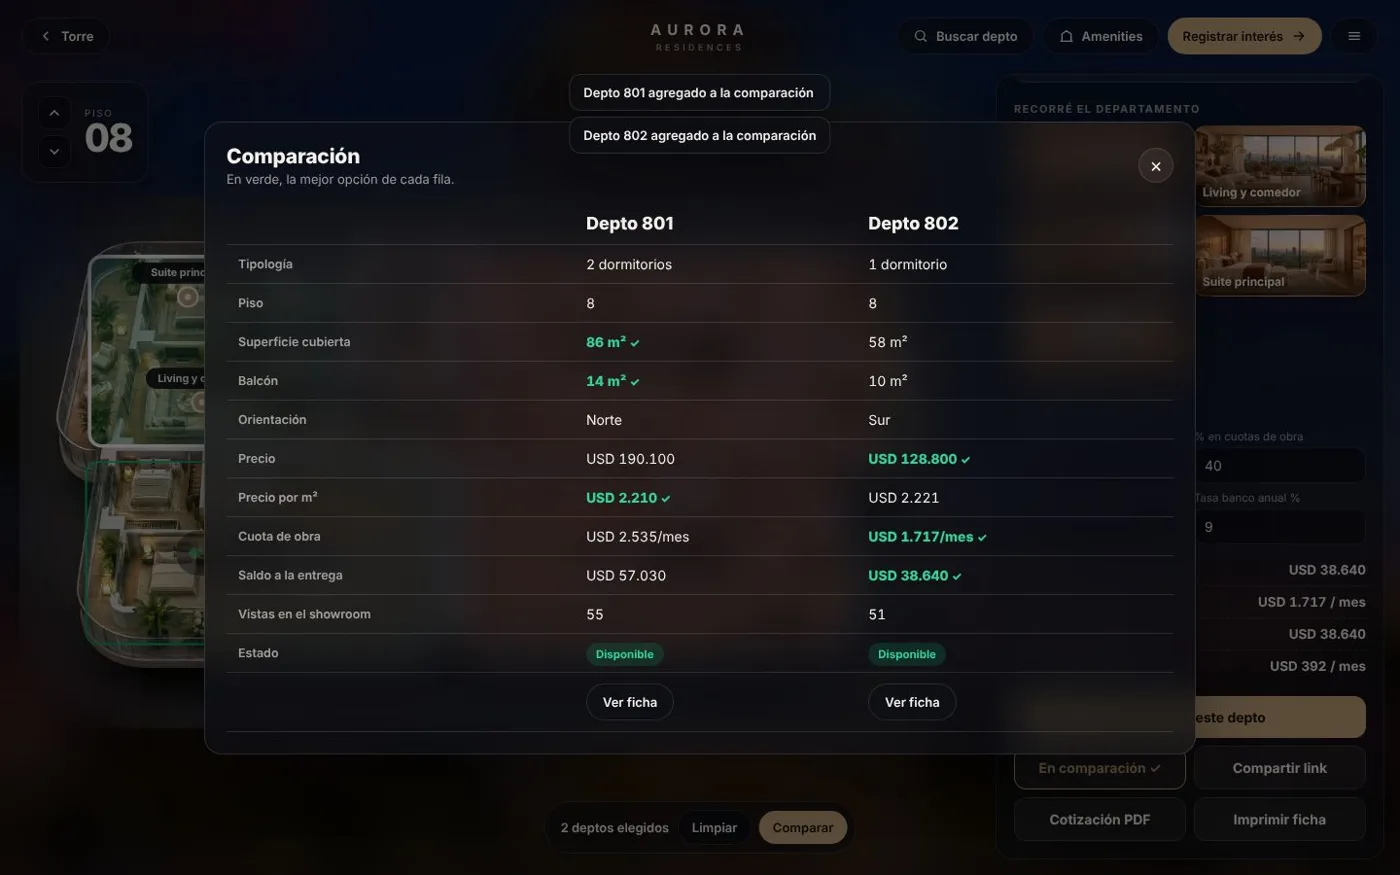 Torre
AURORA
RESIDENCES
Buscar depto
Amenities
Registrar interés
PISO
08
Depto 801 agregado a la comparación
Depto 802 agregado a la comparación
RECORRÉ EL DEPARTAMENTO
Living y comedor
Suite principal
Comparación
En verde, la mejor opción de cada fila.
Depto 801 Depto 802
Tipología 2 dormitorios 1 dormitorio
Piso 8 8
Superficie cubierta 86 m² ✓ 58 m²
Balcón 14 m² ✓ 10 m²
Orientación Norte Sur
Precio USD 190.100 USD 128.800 ✓
Precio por m² USD 2.210 ✓ USD 2.221
Cuota de obra USD 2.535/mes USD 1.717/mes ✓
Saldo a la entrega USD 57.030 USD 38.640 ✓
Vistas en el showroom 55 51
Estado Disponible Disponible
Ver ficha Ver ficha
Suite princ
Living y c
% en cuotas de obra
40
Tasa banco anual %
9
USD 38.640
USD 1.717 / mes
USD 38.640
USD 392 / mes
este depto
En comparación ✓
Compartir link
Cotización PDF
Imprimir ficha
2 deptos elegidos
Limpiar
Comparar